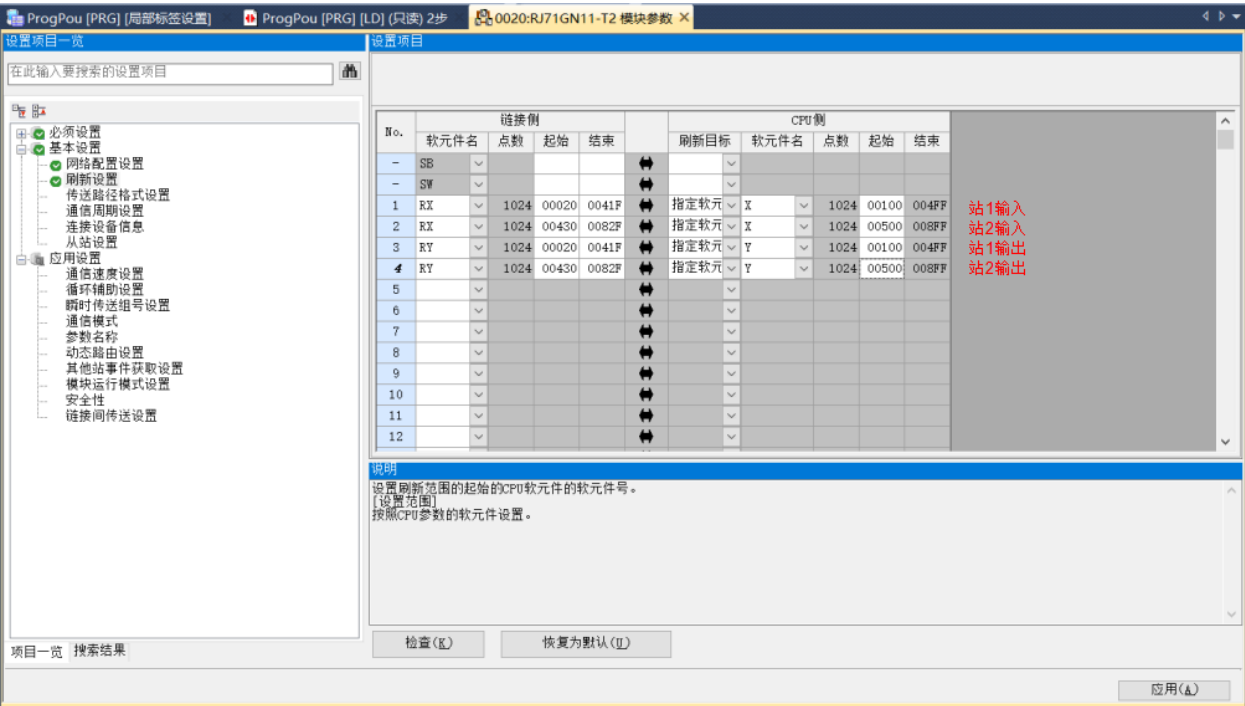 ProgPou [PRG] [局部标签设置] ProgPou [PRG] [LD] (只读) 2步 0020:RJ71GN11-T2 模块参数
设置项目一览
在此输入要搜索的设置项目
必须设置
基本设置
网络配置设置
刷新设置
传送路径格式设置
通信周期设置
连接设备信息
从站设置
应用设置
通信速度设置
循环辅助设置
瞬时传送组号设置
通信模式
参数名称
动态路由设置
其他站事件获取设置
模块运行模式设置
安全性
链接间传送设置
项目一览 搜索结果
设置项目
No. 链接侧 CPU侧
软元件名 点数 起始 结束 刷新目标 软元件名 点数 起始 结束
- SB
- SW
1 RX 1024 00020 0041F 指定软元 X 1024 00100 004FF 站1输入
2 RX 1024 00430 0082F 指定软元 X 1024 00500 008FF 站2输入
3 RY 1024 00020 0041F 指定软元 Y 1024 00100 004FF 站1输出
4 RY 1024 00430 0082F 指定软元 Y 1024 00500 008FF 站2输出
5
6
7
8
9
10
11
12
说明
设置刷新范围的起始的CPU软元件的软元件号。
[设置范围]
按照CPU参数的软元件设置。
检查(K) 恢复为默认(U)
应用(A)